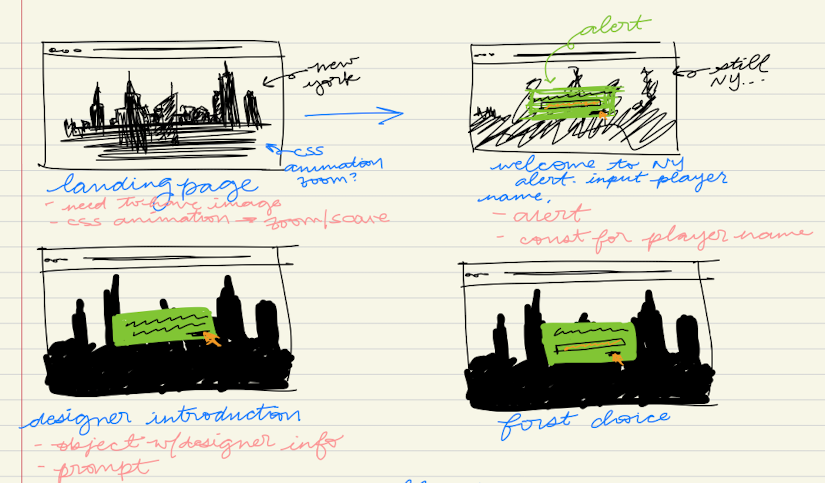 alert
new
york
still
NY...
css
animation
zoom?
landing page
- need to have image
- css animation → zoom/scale
welcome to NY
alert. input player
name.
- alert
- const for player name
designer introduction
- object w/designer info
- prompt
first choice